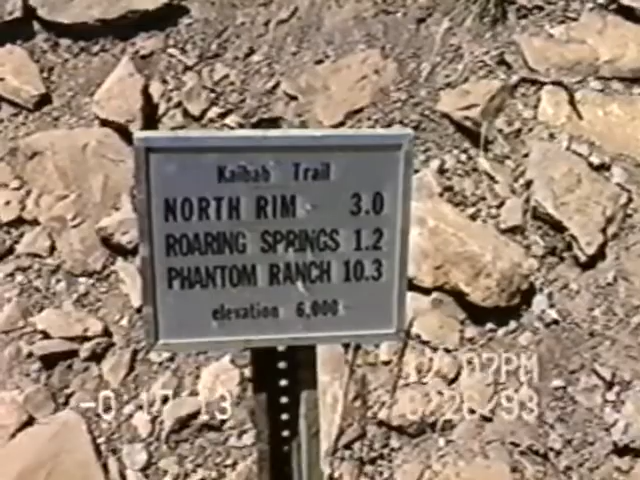 Kaibab Trail
NORTH RIM 3.0
ROARING SPRINGS 1.2
PHANTOM RANCH 10.3
elevation 6,000